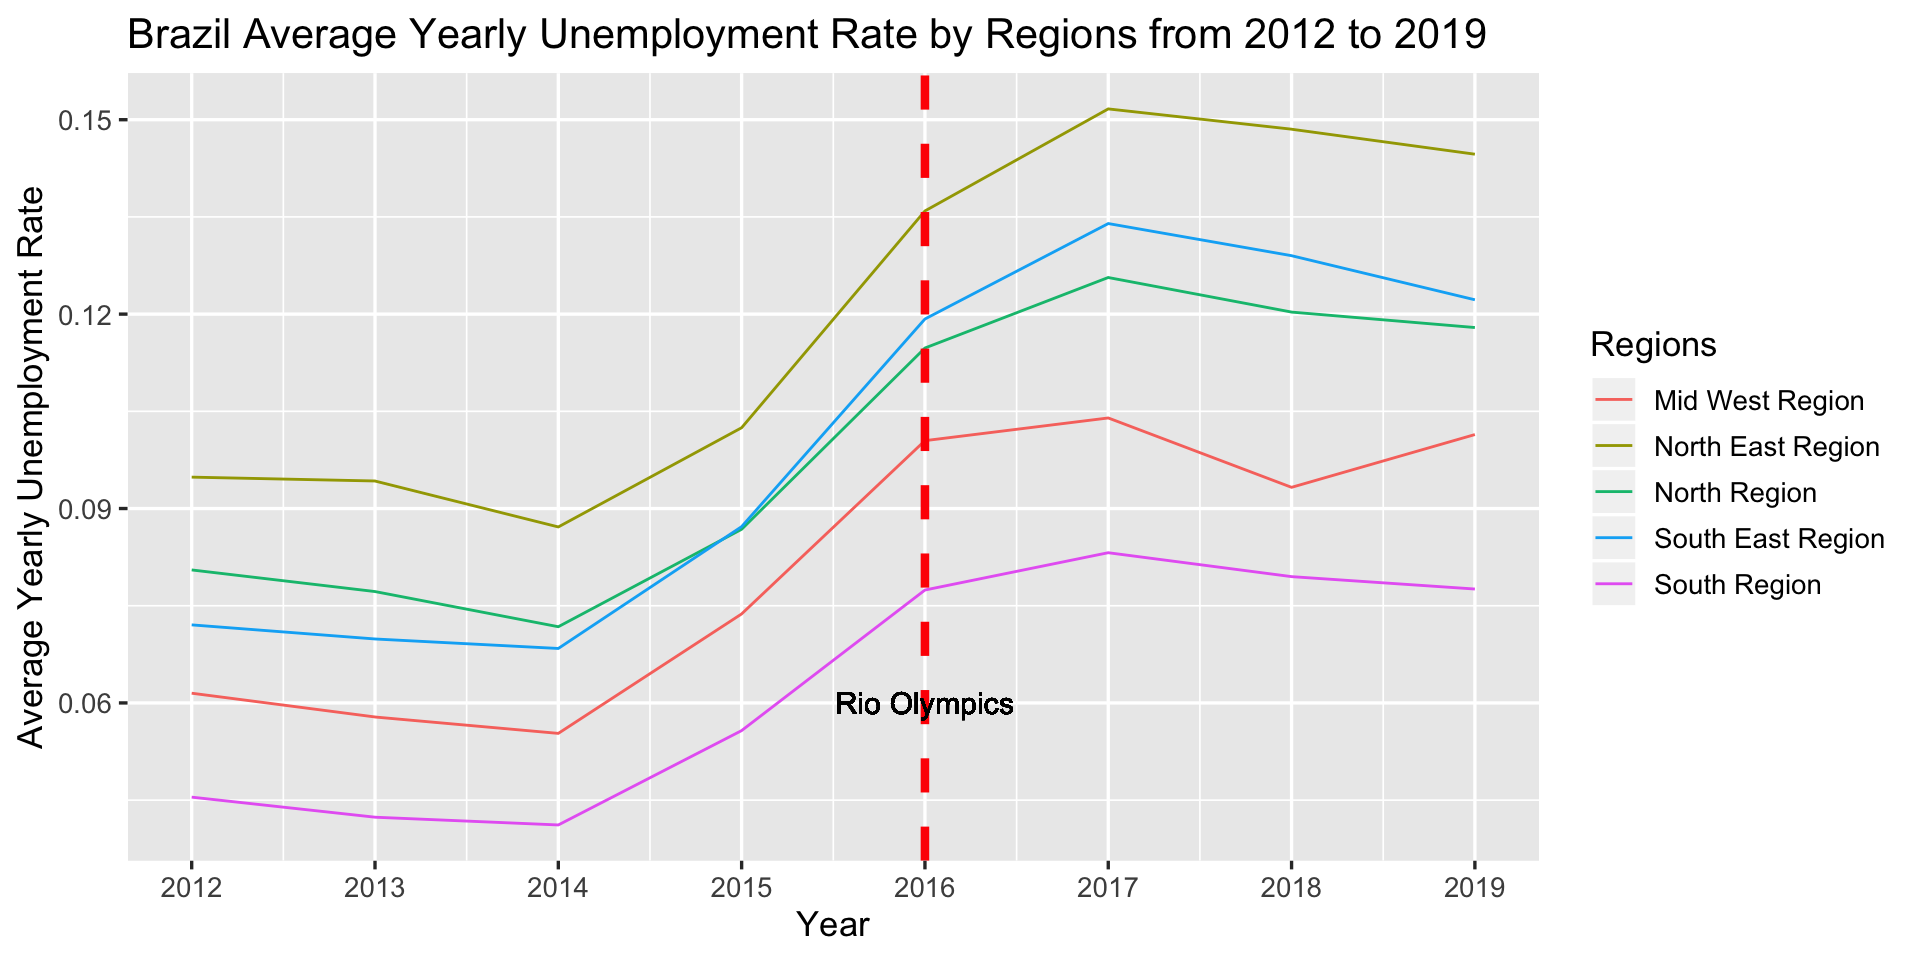 Brazil Average Yearly Unemployment Rate by Regions from 2012 to 2019
Average Yearly Unemployment Rate
0.15
0.12
0.09
0.06
Rio Olympics
2012 2013 2014 2015 2016 2017 2018 2019
Year
Regions
Mid West Region
North East Region
North Region
South East Region
South Region